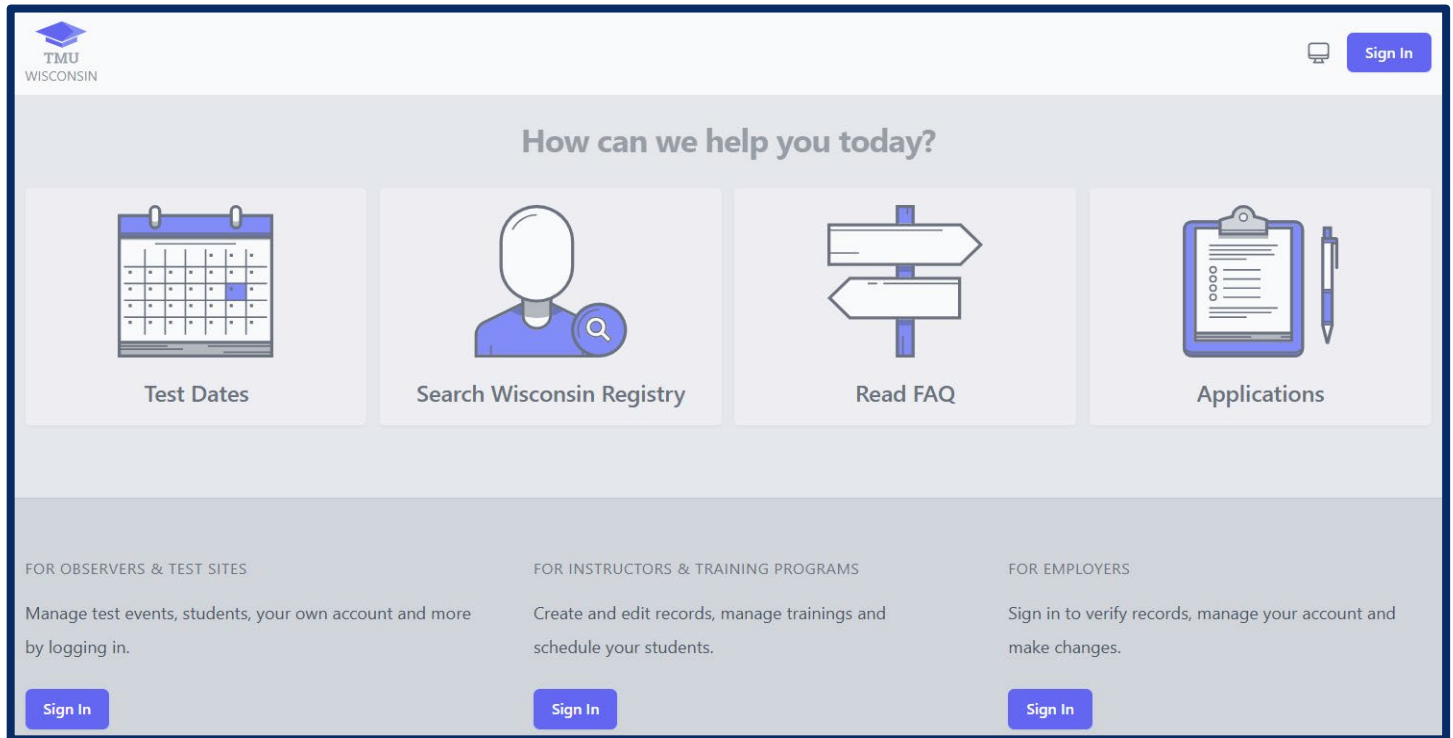 TMU
WISCONSIN
Sign In
How can we help you today?
Test Dates
Search Wisconsin Registry
Read FAQ
Applications
FOR OBSERVERS & TEST SITES
Manage test events, students, your own account and more
by logging in.
Sign In
FOR INSTRUCTORS & TRAINING PROGRAMS
Create and edit records, manage trainings and
schedule your students.
Sign In
FOR EMPLOYERS
Sign in to verify records, manage your account and
make changes.
Sign In